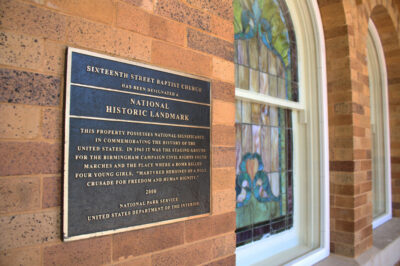 SIXTEENTH STREET BAPTIST CHURCH
HAS BEEN DESIGNATED A
NATIONAL
HISTORIC LANDMARK
THIS PROPERTY POSSESSES NATIONAL SIGNIFICANCE
IN COMMEMORATING THE HISTORY OF THE
UNITED STATES. IN 1963 IT WAS THE STAGING-GROUND
FOR THE BIRMINGHAM CAMPAIGN CIVIL RIGHTS YOUTH
MARCHES AND THE PLACE WHERE A BOMB KILLED
FOUR YOUNG GIRLS, "MARTYRED HEROINES OF A HOLY
CRUSADE FOR FREEDOM AND HUMAN DIGNITY."
2006
NATIONAL PARK SERVICE
UNITED STATES DEPARTMENT OF THE INTERIOR